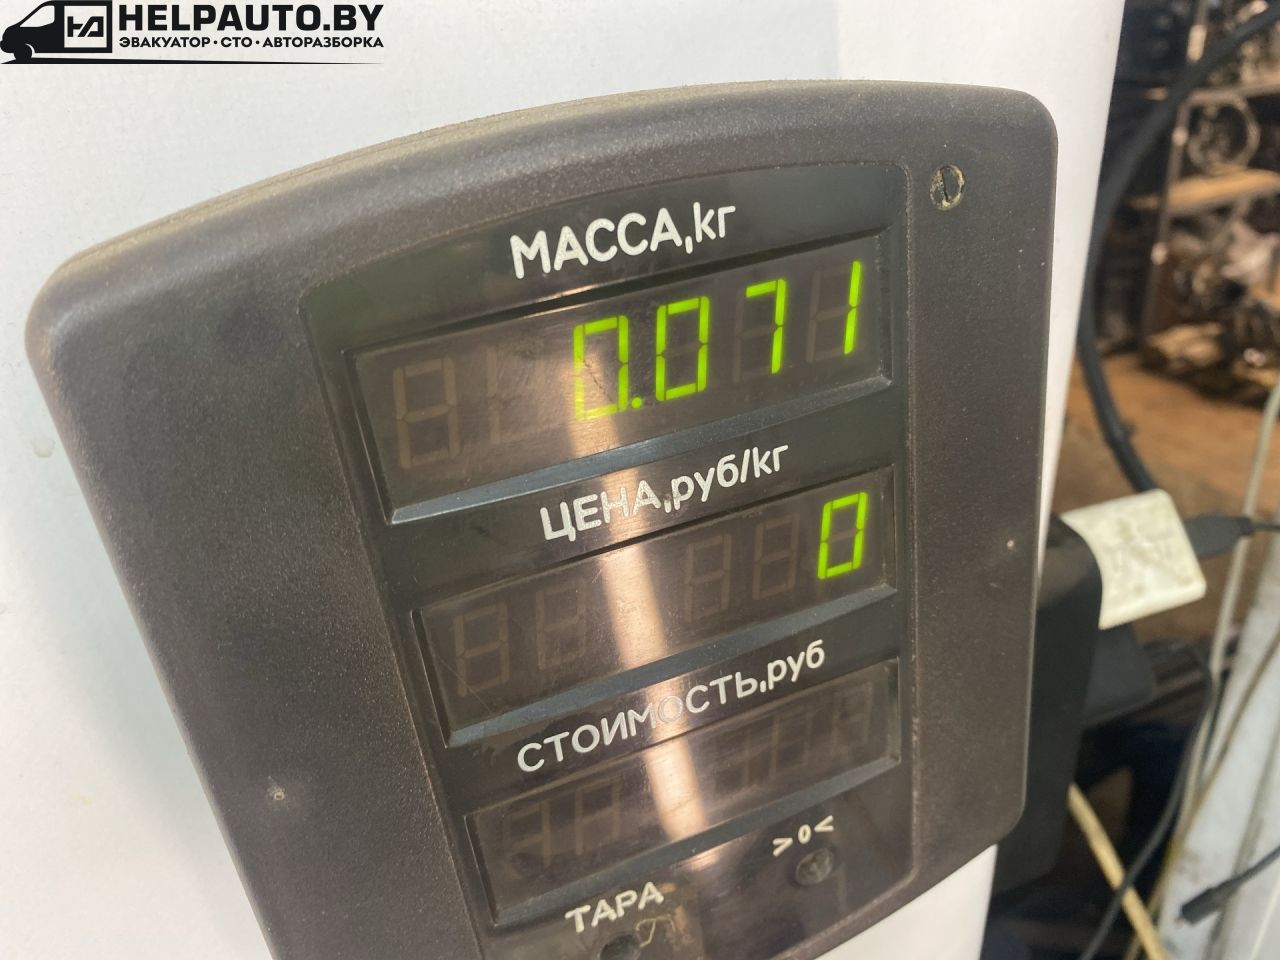 HELPAUTO.BY
ЭВАКУАТОР • СТО • АВТОРАЗБОРКА
МАССА,кг
0.071
ЦЕНА,руб/кг
0
СТОИМОСТЬ,руб
>0<
ТАРА